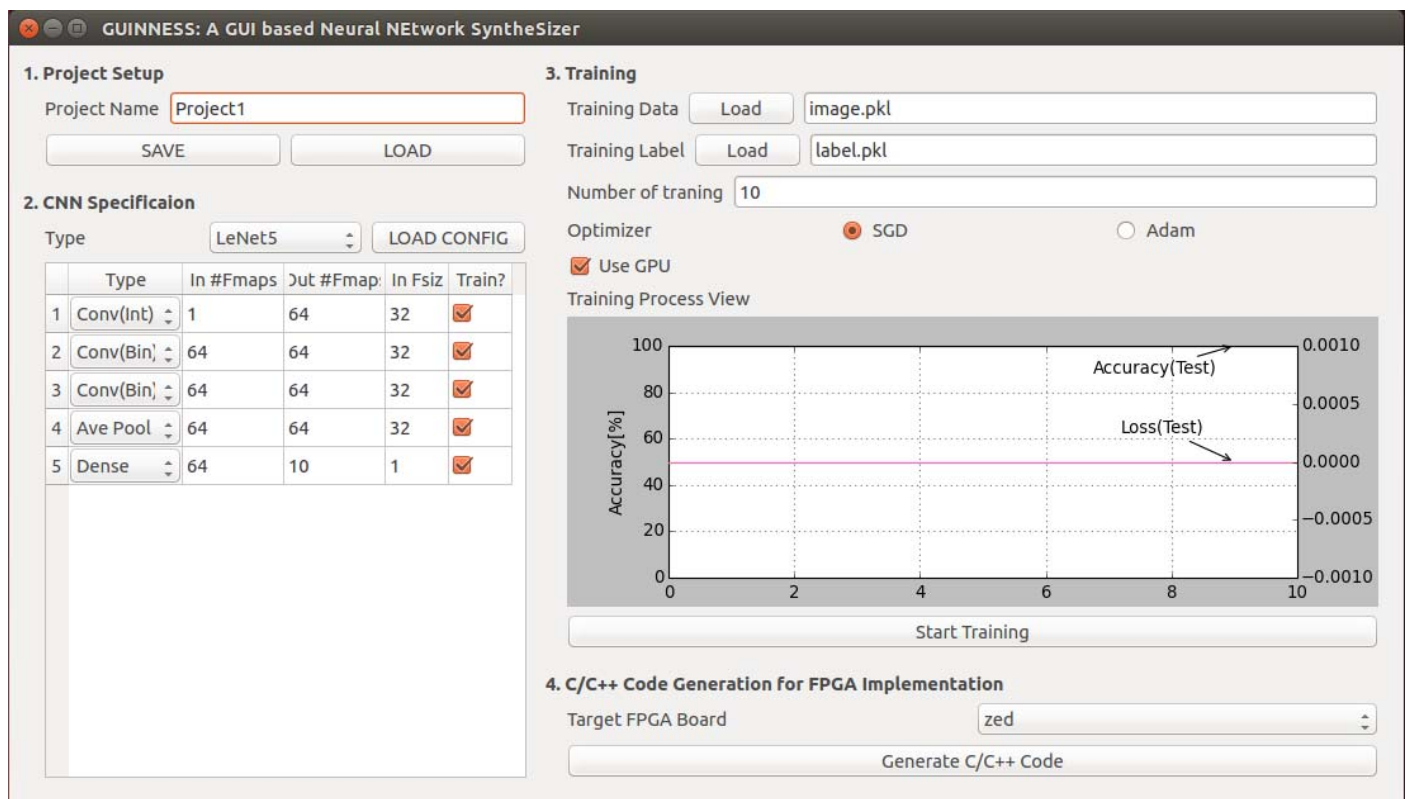 GUINNESS: A GUI based Neural NEtwork SyntheSizer
1. Project Setup
Project Name Project1
SAVE LOAD
2. CNN Specificaion
Type LeNet5 LOAD CONFIG
Type In #Fmaps Out #Fmap: In Fsiz Train?
1 Conv(Int) 1 64 32
2 Conv(Bin) 64 64 32
3 Conv(Bin) 64 64 32
4 Ave Pool 64 64 32
5 Dense 64 10 1
3. Training
Training Data Load image.pkl
Training Label Load label.pkl
Number of traning 10
Optimizer SGD Adam
Use GPU
Training Process View
100 0.0010
Accuracy(Test)
80
0.0005
Loss(Test)
60
0.0000
40
−0.0005
20
0 −0.0010
0 2 4 6 8 10
Accuracy[%]
Start Training
4. C/C++ Code Generation for FPGA Implementation
Target FPGA Board zed
Generate C/C++ Code